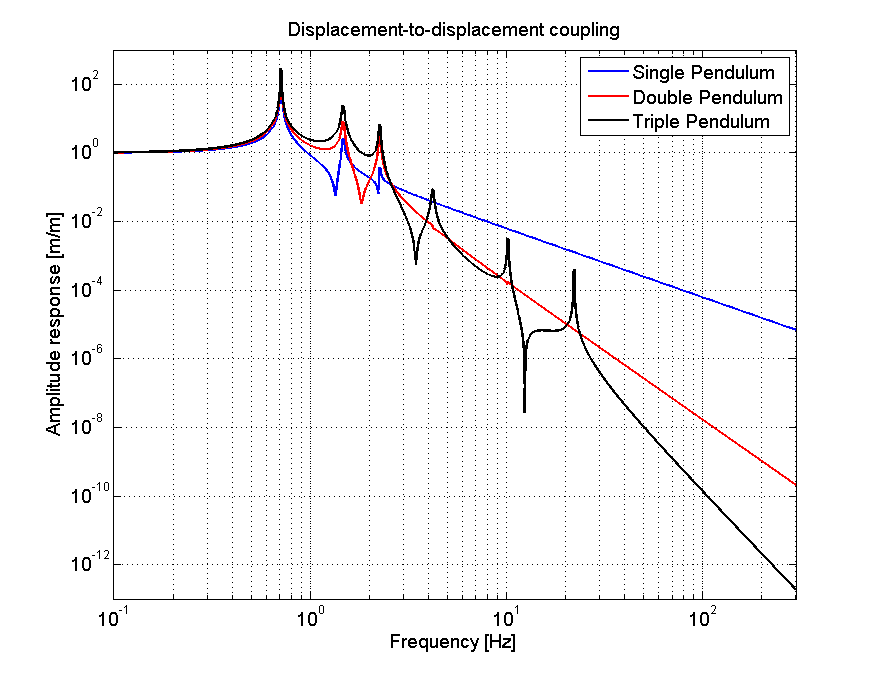 Displacement-to-displacement coupling
Single Pendulum
Double Pendulum
Triple Pendulum
Amplitude response [m/m]
10^2
10^0
10^-2
10^-4
10^-6
10^-8
10^-10
10^-12
10^-1 10^0 10^1 10^2
Frequency [Hz]